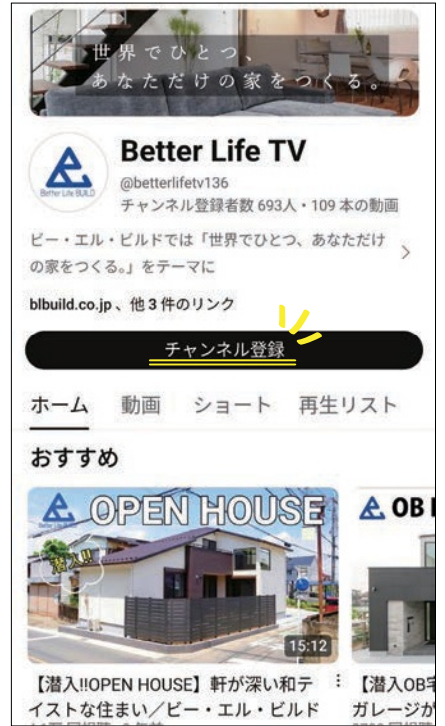 世界でひとつ、
あなただけの家をつくる。
Better Life BUILD
Better Life TV
@betterlifetv136
チャンネル登録者数 693人・109 本の動画
ビー・エル・ビルドでは「世界でひとつ、あなただけ
の家をつくる。」をテーマに
blbuild.co.jp 、他 3 件のリンク
チャンネル登録
ホーム 動画 ショート 再生リスト
おすすめ
OPEN HOUSE
潜入!!
15:12
OB
【潜入!!OPEN HOUSE】軒が深い和テ
イストな住まい／ビー・エル・ビルド
【潜入OB宅
ガレージが